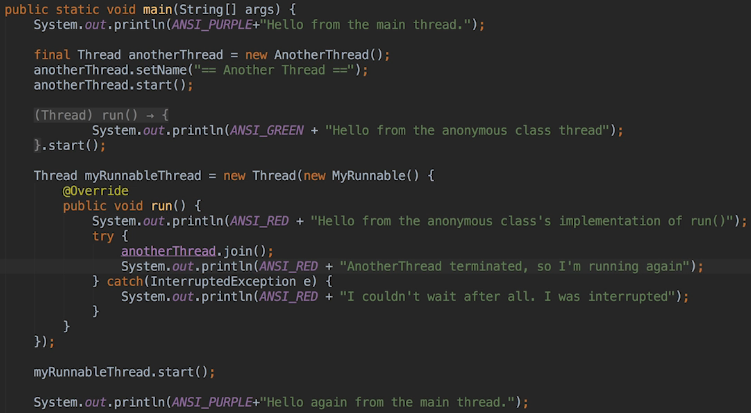 public static void main(String[] args) {
    System.out.println(ANSI_PURPLE+"Hello from the main thread.");

    final Thread anotherThread = new AnotherThread();
    anotherThread.setName("== Another Thread ==");
    anotherThread.start();

    (Thread) run() → {
            System.out.println(ANSI_GREEN + "Hello from the anonymous class thread");
    }.start();

    Thread myRunnableThread = new Thread(new MyRunnable() {
        @Override
        public void run() {
            System.out.println(ANSI_RED + "Hello from the anonymous class's implementation of run()");
            try {
                anotherThread.join();
                System.out.println(ANSI_RED + "AnotherThread terminated, so I'm running again");
            } catch(InterruptedException e) {
                System.out.println(ANSI_RED + "I couldn't wait after all. I was interrupted");
            }
        }
    });

    myRunnableThread.start();

    System.out.println(ANSI_PURPLE+"Hello again from the main thread.");